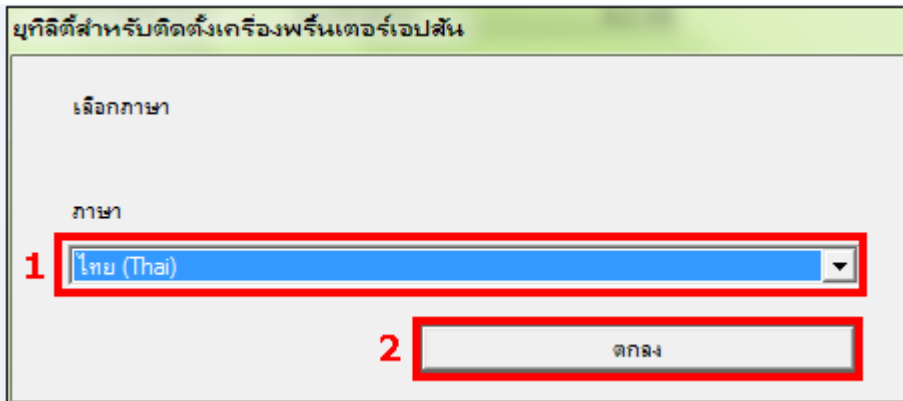 ยูทิลิตี้สำหรับติดตั้งเครื่องพริ้นเตอร์เอปสัน
เลือกภาษา
ภาษา
1 ไทย (Thai)
2 ตกลง